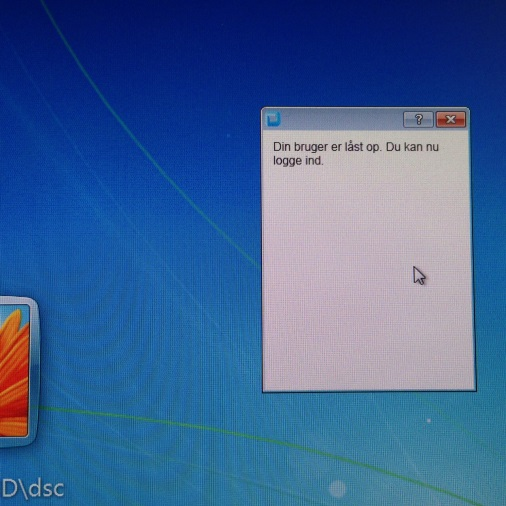 Din bruger er låst op. Du kan nu
logge ind.
D\dsc